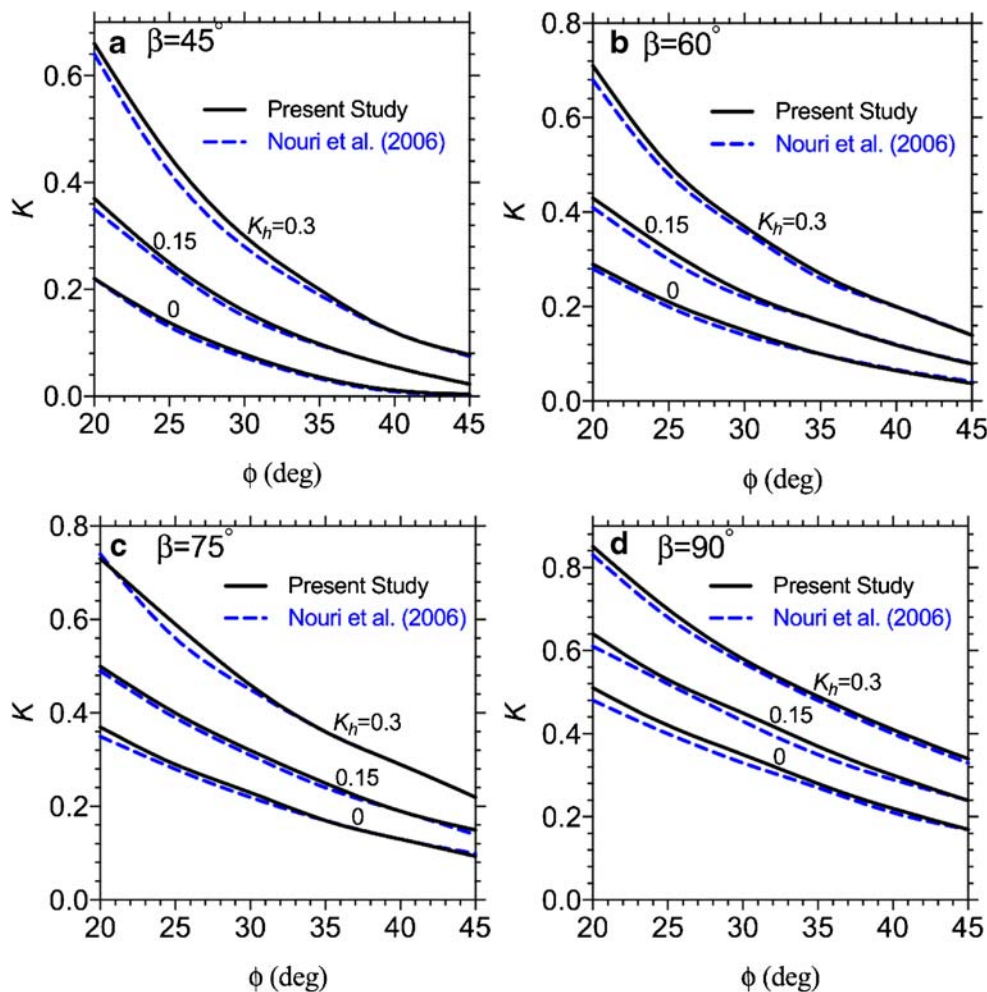 a β=45°
0.6
0.4
0.2
0.0
K
Present Study
Nouri et al. (2006)
Kh=0.3
0.15
0
20 25 30 35 40 45
ϕ (deg)
b β=60°
0.8
0.6
0.4
0.2
0.0
K
Present Study
Nouri et al. (2006)
Kh=0.3
0.15
0
20 25 30 35 40 45
ϕ (deg)
c β=75°
0.8
0.6
0.4
0.2
0.0
K
Present Study
Nouri et al. (2006)
Kh=0.3
0.15
0
20 25 30 35 40 45
ϕ (deg)
d β=90°
0.8
0.6
0.4
0.2
0.0
K
Present Study
Nouri et al. (2006)
Kh=0.3
0.15
0
20 25 30 35 40 45
ϕ (deg)